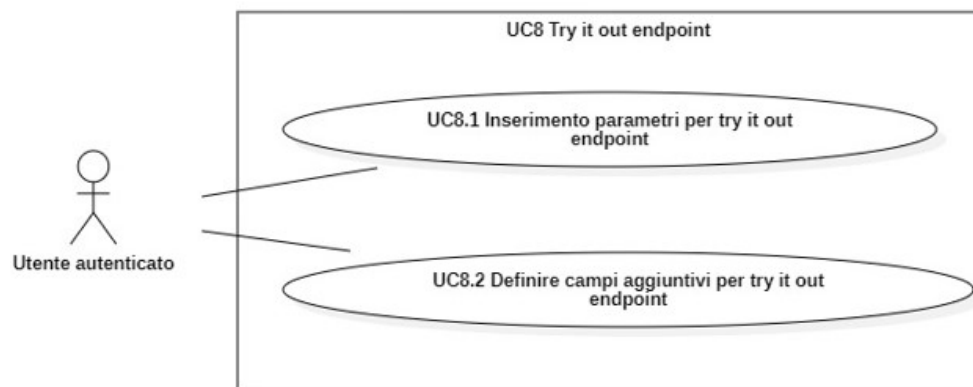 UC8 Try it out endpoint
UC8.1 Inserimento parametri per try it out
endpoint
Utente autenticato
UC8.2 Definire campi aggiuntivi per try it out
endpoint